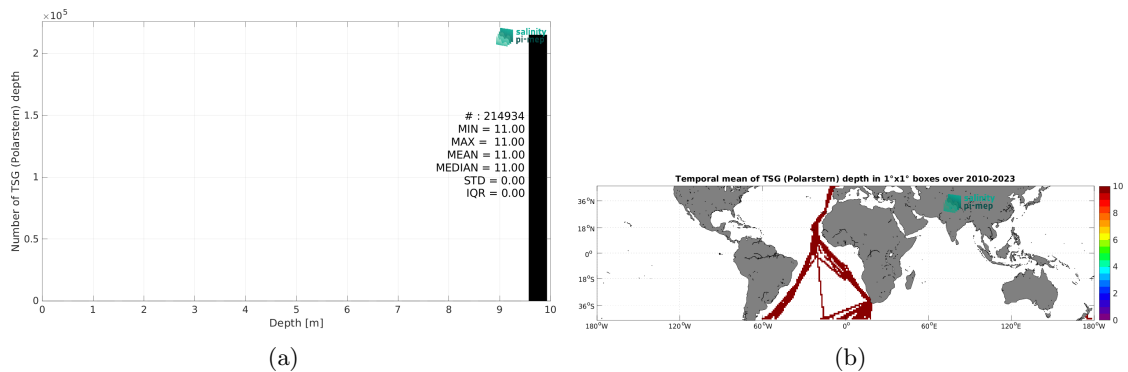 ×10⁵
2
1.5
1
0.5
0
Number of TSG (Polarstern) depth
salinity
pi-mep
# : 214934
MIN = 11.00
MAX = 11.00
MEAN = 11.00
MEDIAN = 11.00
STD = 0.00
IQR = 0.00
0 1 2 3 4 5 6 7 8 9 10
Depth [m]
(a)
Temporal mean of TSG (Polarstern) depth in 1°x1° boxes over 2010-2023
salinity
pi-mep
36°N
18°N
0°
18°S
36°S
180°W 120°W 60°W 0° 60°E 120°E 180°W
10
8
6
4
2
0
(b)